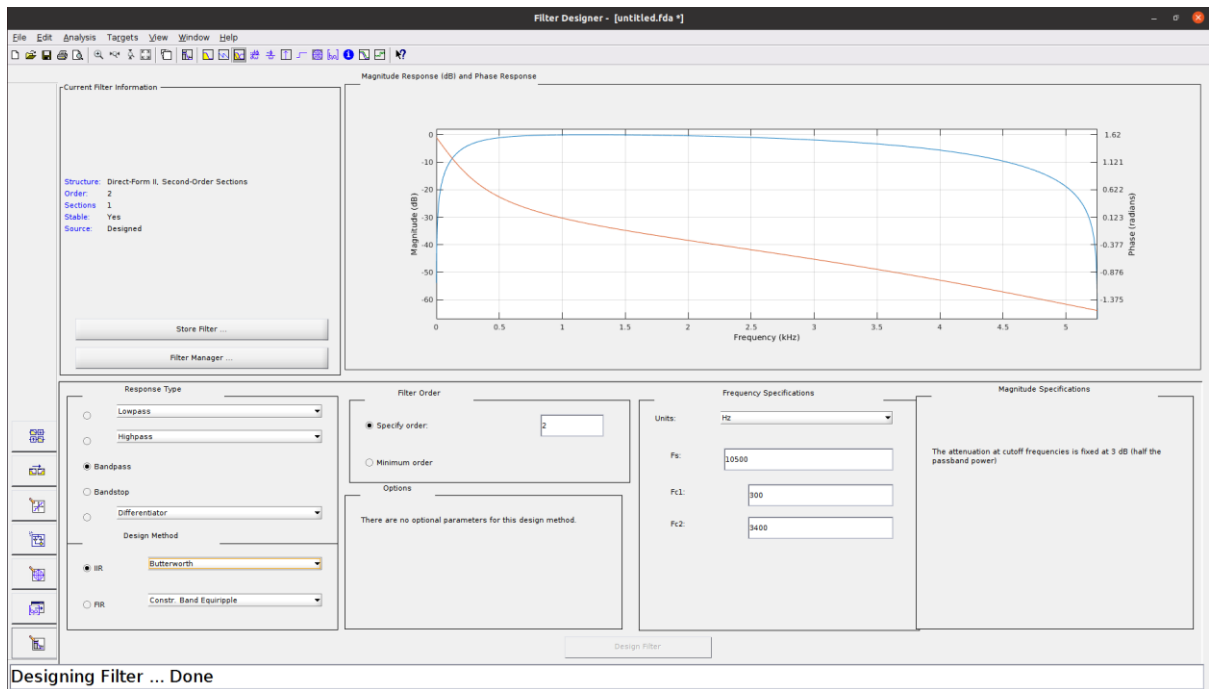 Filter Designer - [untitled.fda *]
File Edit Analysis Targets View Window Help
Magnitude Response (dB) and Phase Response
Current Filter Information
Structure: Direct-Form II, Second-Order Sections
Order: 2
Sections 1
Stable: Yes
Source: Designed
Store Filter ...
Filter Manager ...
Magnitude (dB)
0
-10
-20
-30
-40
-50
-60
1.62
1.121
0.622
0.123
-0.377
-0.876
-1.375
Phase (radians)
0 0.5 1 1.5 2 2.5 3 3.5 4 4.5 5
Frequency (kHz)
Response Type
Lowpass
Highpass
Bandpass
Bandstop
Differentiator
Design Method
IIR Butterworth
FIR Constr. Band Equiripple
Filter Order
Specify order: 2
Minimum order
Options
There are no optional parameters for this design method.
Frequency Specifications
Units: Hz
Fs: 10500
Fc1: 300
Fc2: 3400
Magnitude Specifications
The attenuation at cutoff frequencies is fixed at 3 dB (half the
passband power)
Design Filter
Designing Filter ... Done